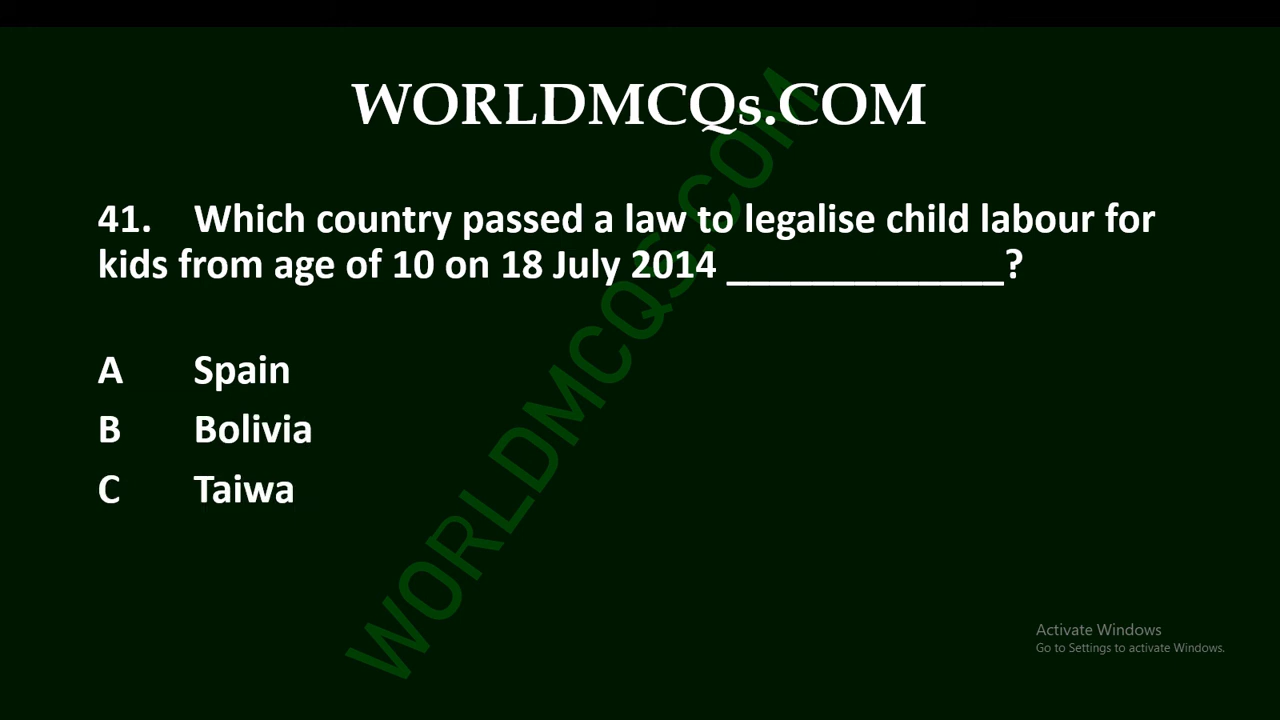 WORLDMCQs.COM
41. Which country passed a law to legalise child labour for
kids from age of 10 on 18 July 2014 _____________?
A Spain
B Bolivia
C Taiwa
WORLDMCQS.COM
Activate Windows
Go to Settings to activate Windows.